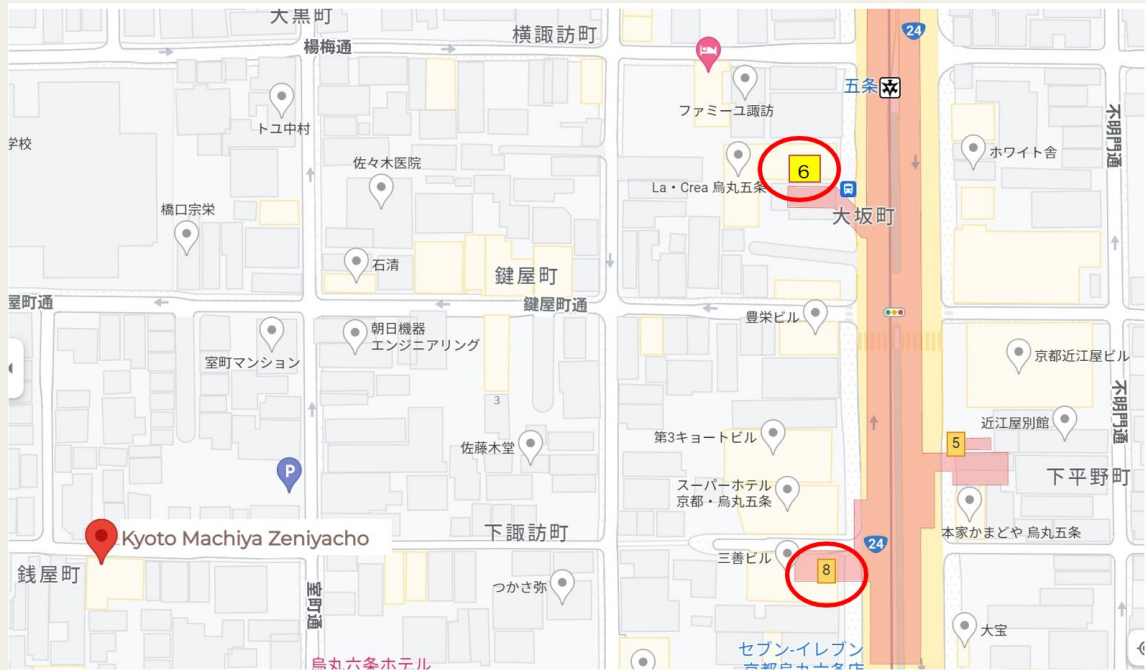 大黒町
横諏訪町
24
楊梅通
五条
ファミーユ諏訪
トユ中村
不明門通
学校
佐々木医院
ホワイト舎
6
La・Crea 烏丸五条
橋口宗栄
大坂町
石清
鍵屋町
屋町通
鍵屋町通
豊栄ビル
朝日機器
エンジニアリング
室町マンション
京都近江屋ビル
3
不明門通
近江屋別館
第3キョートビル
佐藤木堂
5
P
下平野町
スーパーホテル
京都・烏丸五条
Kyoto Machiya Zeniyacho
下諏訪町
本家かまどや 烏丸五条
24
三善ビル
銭屋町
8
つかさ弥
室町通
大宝
烏丸六条ホテル
セブン-イレブン
京都烏丸六条店